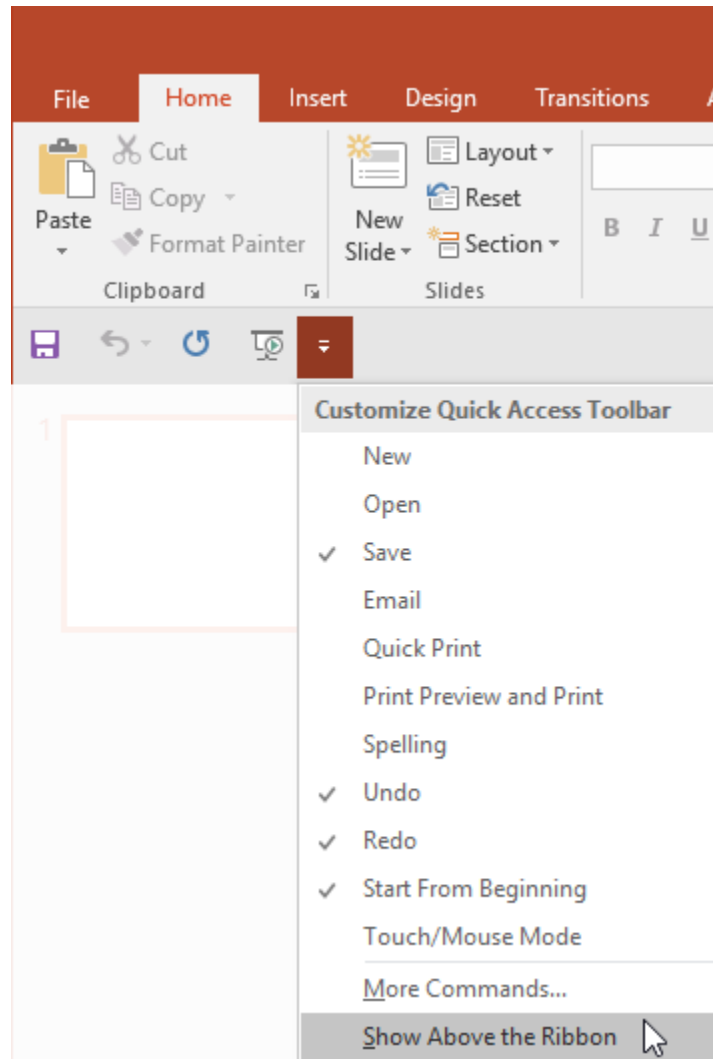 File Home Insert Design Transitions
Cut
Copy
Format Painter
Paste
Clipboard
New
Slide
Layout
Reset
Section
Slides
B I U
Customize Quick Access Toolbar
1
New
Open
Save
Email
Quick Print
Print Preview and Print
Spelling
Undo
Redo
Start From Beginning
Touch/Mouse Mode
More Commands...
Show Above the Ribbon